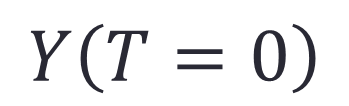 Y(T = 0)